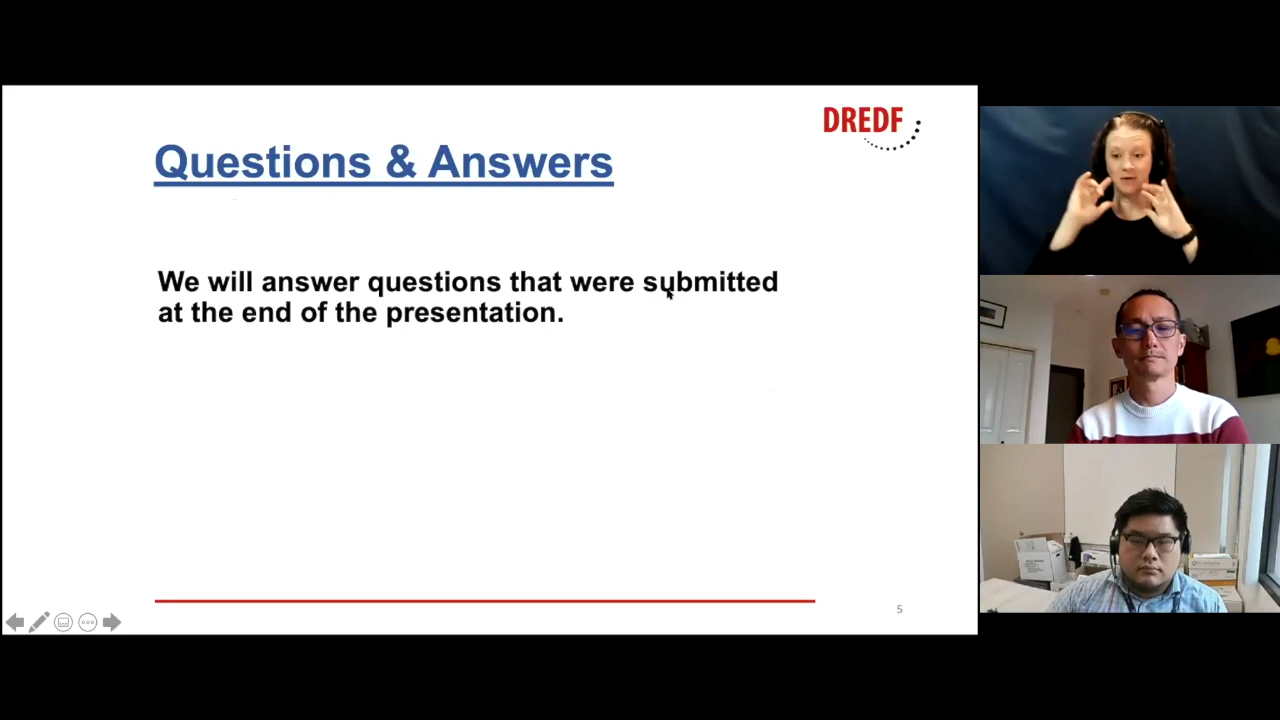 DREDF
Questions & Answers
We will answer questions that were submitted
at the end of the presentation.
5